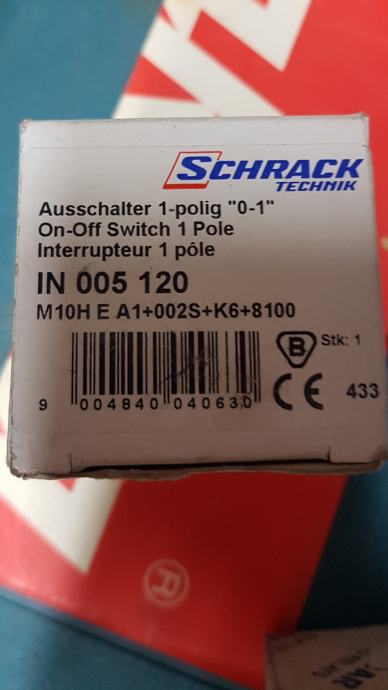 SCHRACK
TECHNIK
Ausschalter 1-polig "0-1"
On-Off Switch 1 Pole
Interrupteur 1 pôle
IN 005 120
M10H E A1+002S+K6+8100
B Stk: 1
9 004840 040630 CE 433
R